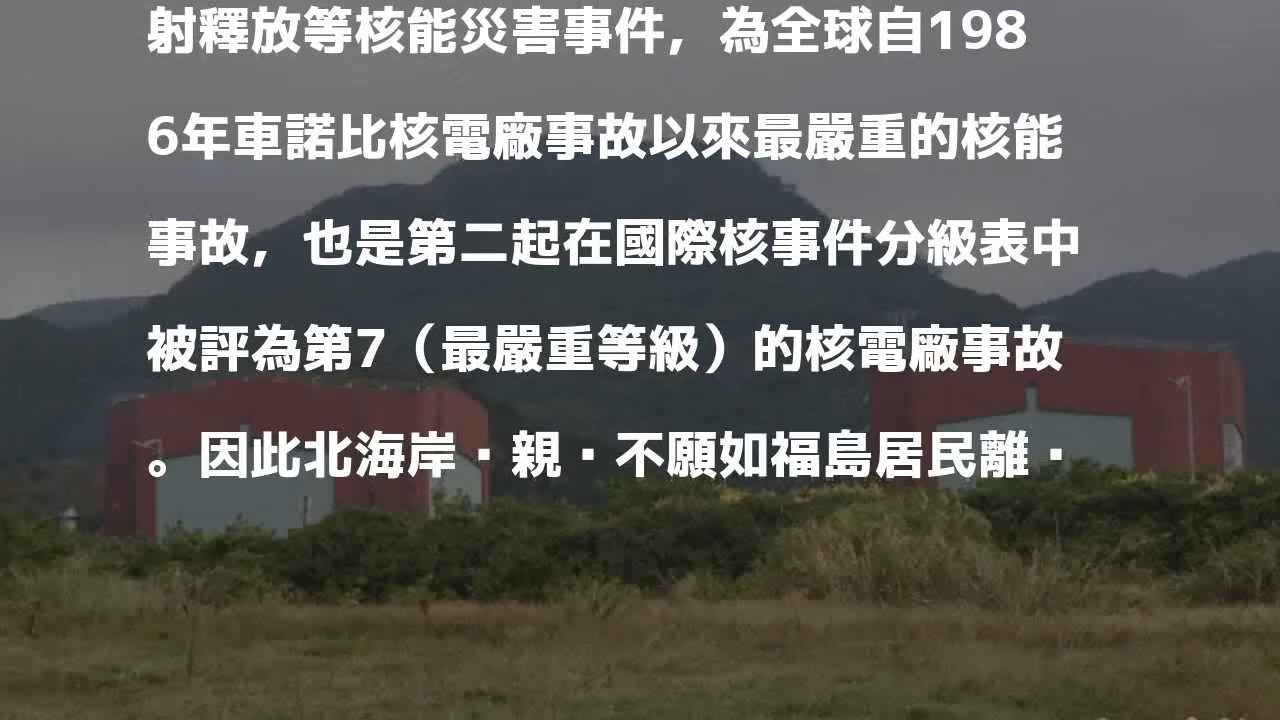 射釋放等核能災害事件，為全球自198
6年車諾比核電廠事故以來最嚴重的核能
事故，也是第二起在國際核事件分級表中
被評為第7（最嚴重等級）的核電廠事故
。因此北海岸▪親▪不願如福島居民離▪